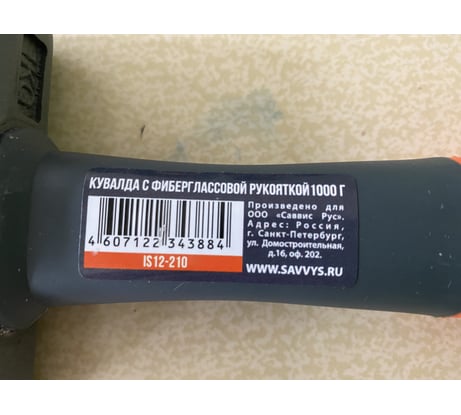 1KG
КУВАЛДА С ФИБЕРГЛАССОВОЙ РУКОЯТКОЙ 1000 Г
Произведено для
ООО "Саввис Рус".
Адрес: Россия,
г. Санкт-Петербург,
ул. Домостроительная,
д.16, оф. 202.
4 607122 343884
IS12-210
WWW.SAVVYS.RU